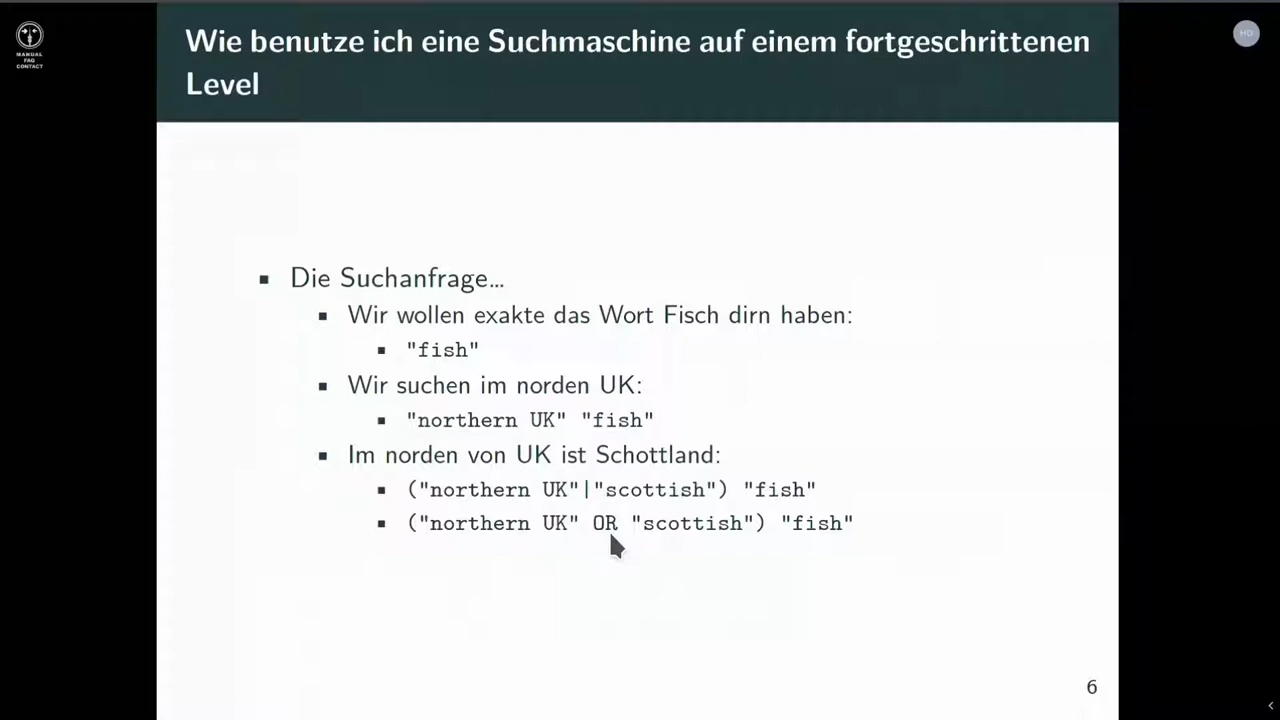 MANUAL
FAQ
CONTACT
HD
Wie benutze ich eine Suchmaschine auf einem fortgeschrittenen
Level
Die Suchanfrage...
Wir wollen exakte das Wort Fisch dirn haben:
"fish"
Wir suchen im norden UK:
"northern UK" "fish"
Im norden von UK ist Schottland:
("northern UK"|"scottish") "fish"
("northern UK" OR "scottish") "fish"
6